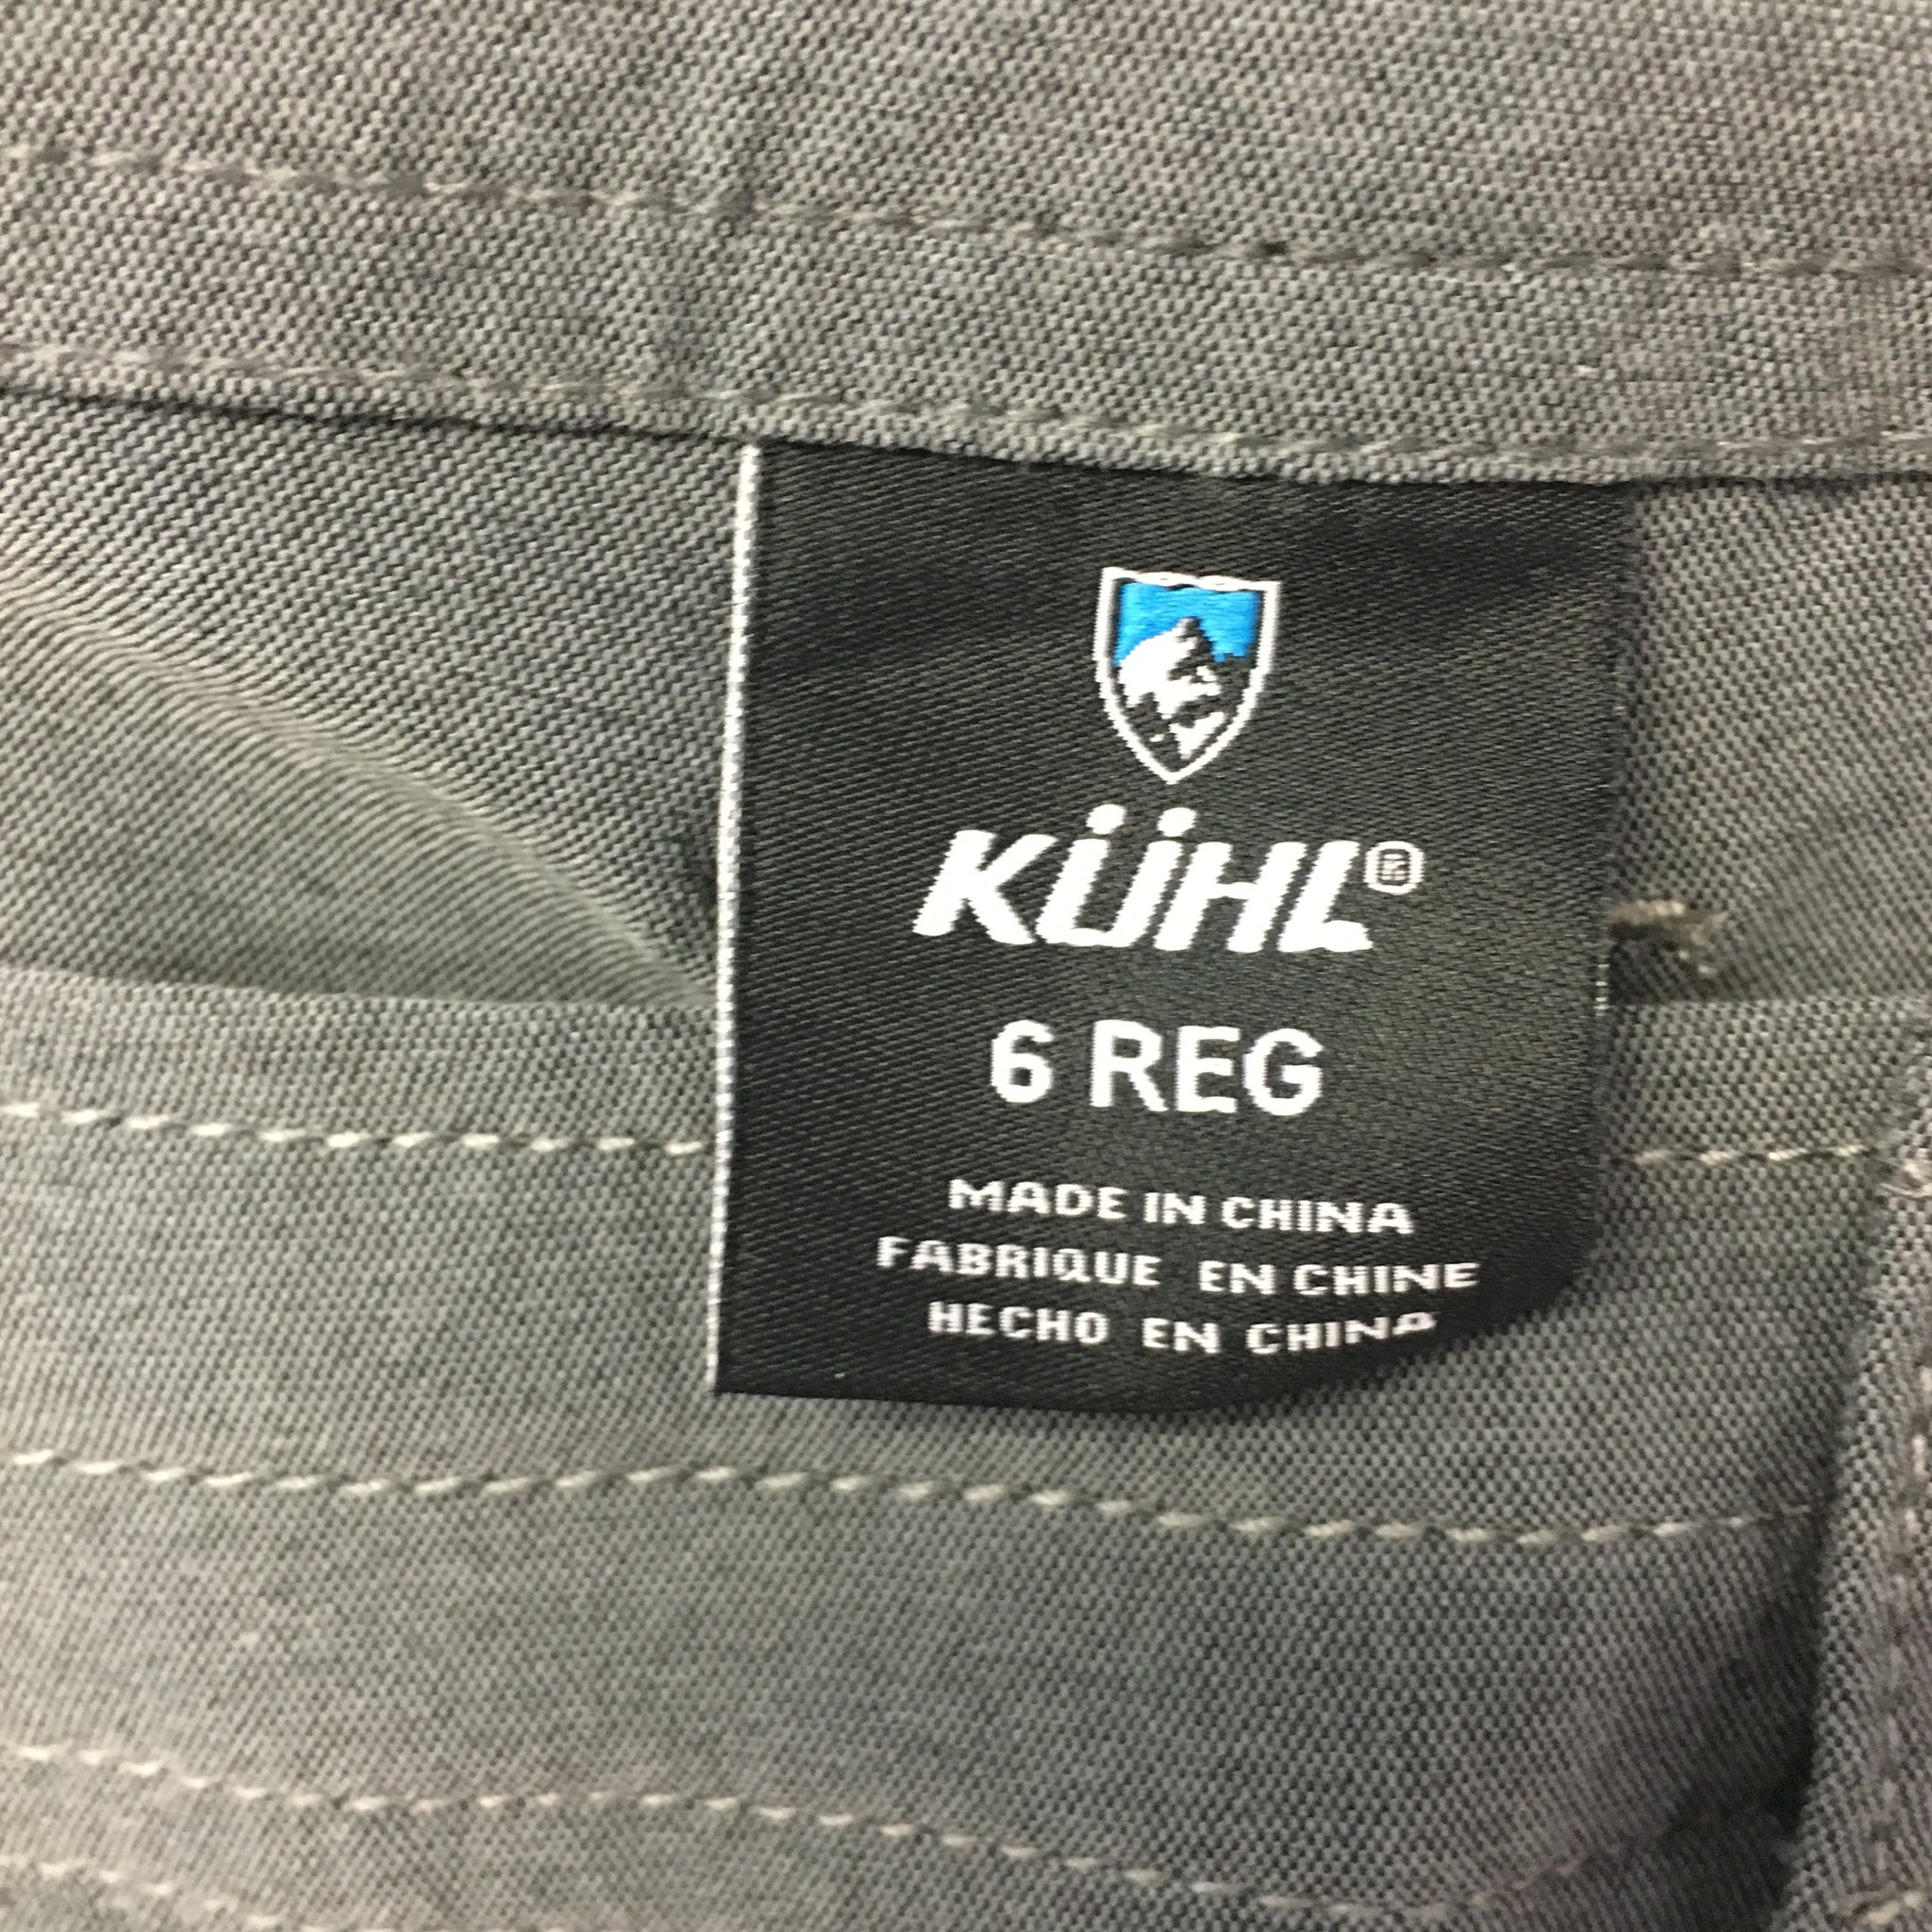 KÜHL®
6 REG
MADE IN CHINA
FABRIQUE EN CHINE
HECHO EN CHINA